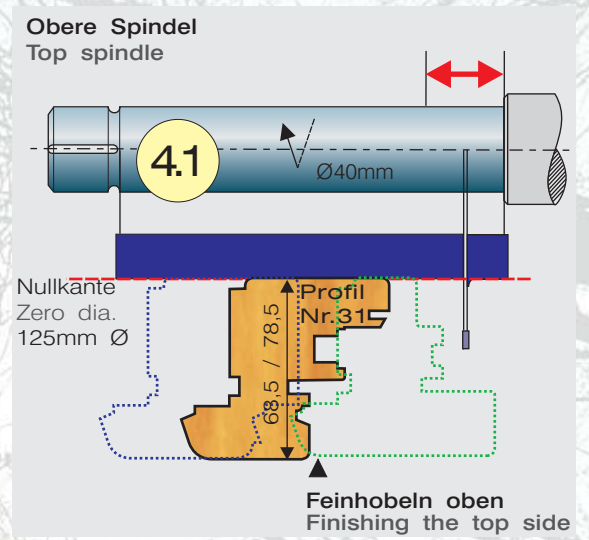 Obere Spindel
Top spindle
4.1
Ø40mm
Nullkante
Zero dia.
125mm Ø
Profil
Nr.31
68,5 / 78,5
Feinhobeln oben
Finishing the top side